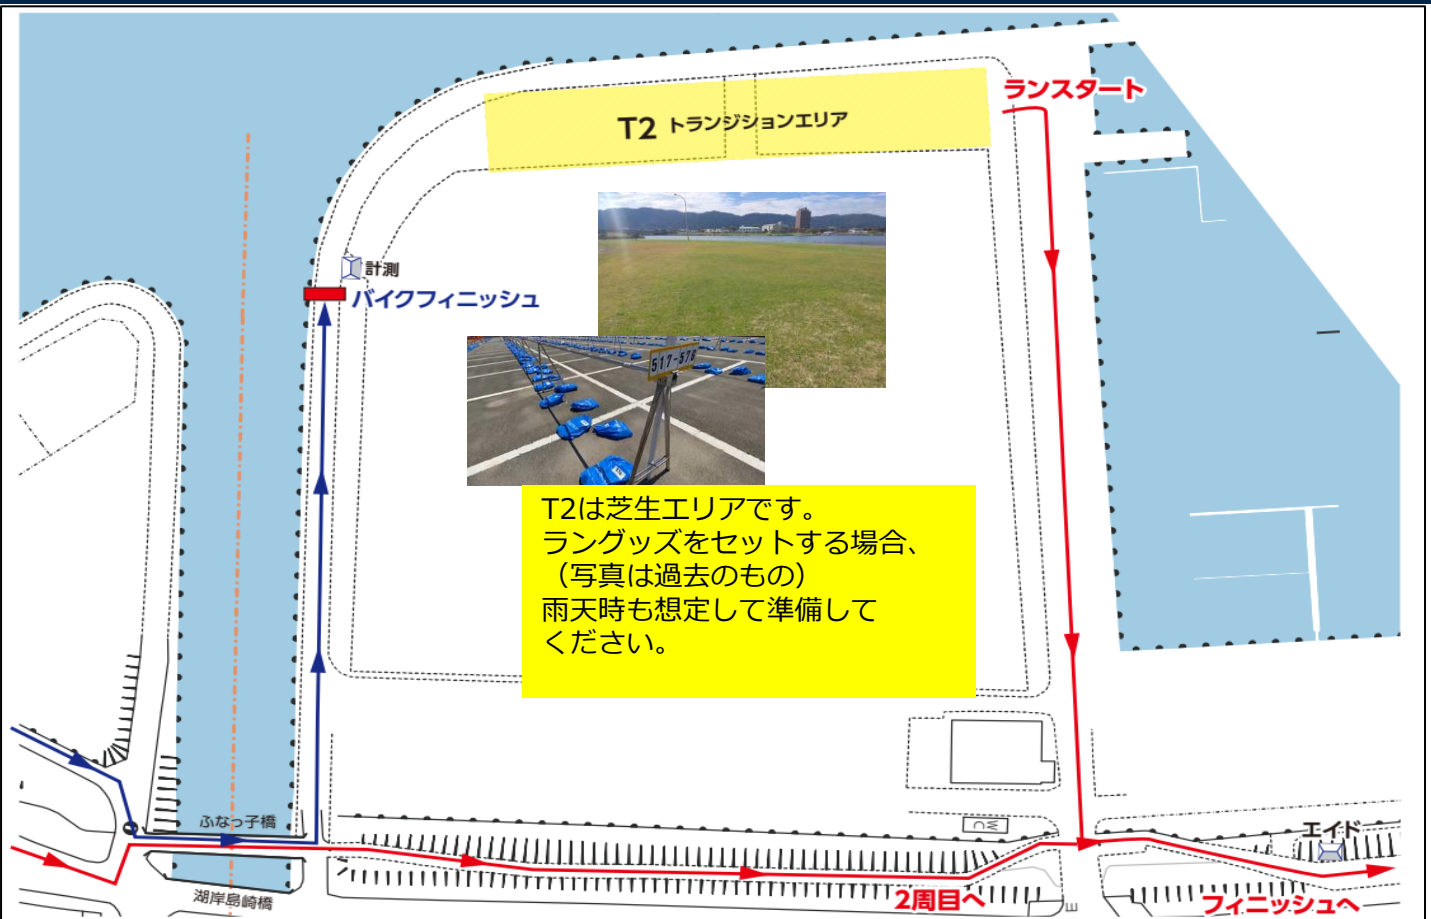 ランスタート
T2 トランジションエリア
計測
バイクフィニッシュ
517-576
T2は芝生エリアです。
ラングッズをセットする場合、
（写真は過去のもの）
雨天時も想定して準備して
ください。
ふなっ子橋
WC
エイド
湖岸島崎橋
2周目へ
フィニッシュへ